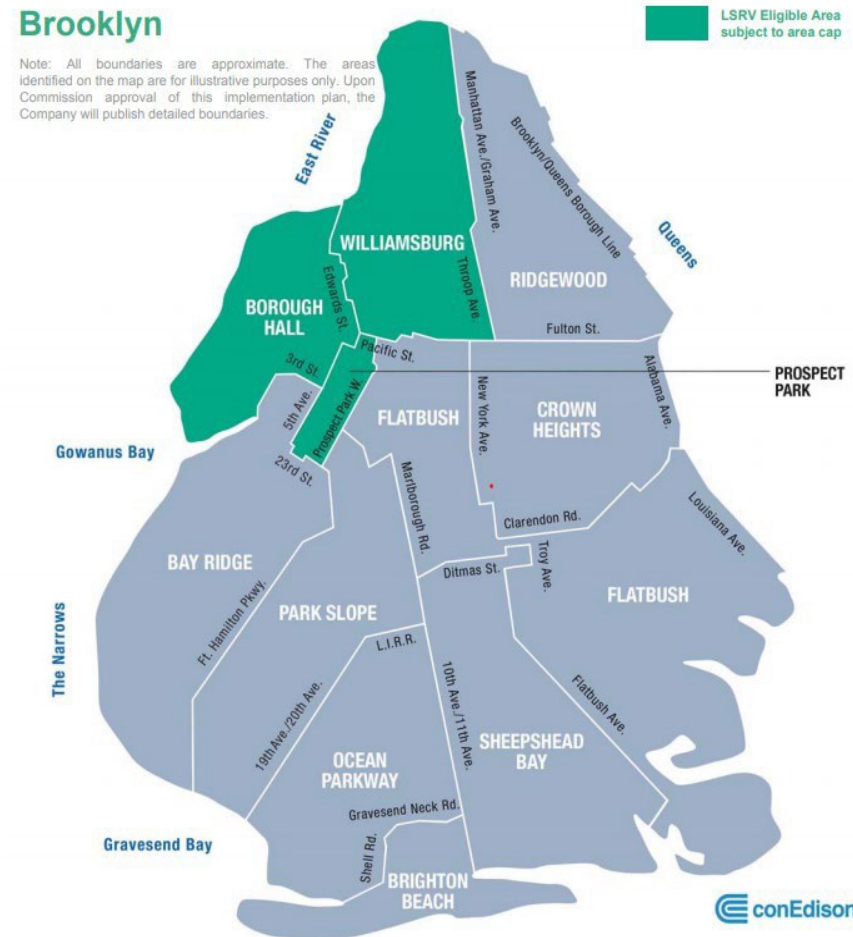 Brooklyn
LSRV Eligible Area
subject to area cap
Note: All boundaries are approximate. The areas
identified on the map are for illustrative purposes only. Upon
Commission approval of this implementation plan, the
Company will publish detailed boundaries.
East River
Manhattan Ave./Graham Ave.
Brooklyn/Queens Borough Line
Queens
WILLIAMSBURG
Throop Ave.
RIDGEWOOD
Edwards St.
BOROUGH
HALL
Fulton St.
Pacific St.
3rd St.
Alabama Ave.
PROSPECT
PARK
5th Ave.
Prospect Park W.
FLATBUSH
New York Ave.
CROWN
HEIGHTS
Gowanus Bay
23rd St.
Marlborough Rd.
Clarendon Rd.
Louisiana Ave.
BAY RIDGE
Ditmas St.
Troy Ave.
FLATBUSH
Ft. Hamilton Pkwy.
PARK SLOPE
The Narrows
L.I.R.R.
19th Ave./20th Ave.
10th Ave./11th Ave.
Flatbush Ave.
SHEEPSHEAD
BAY
OCEAN
PARKWAY
Gravesend Neck Rd.
Gravesend Bay
Shell Rd.
BRIGHTON
BEACH
conEdison